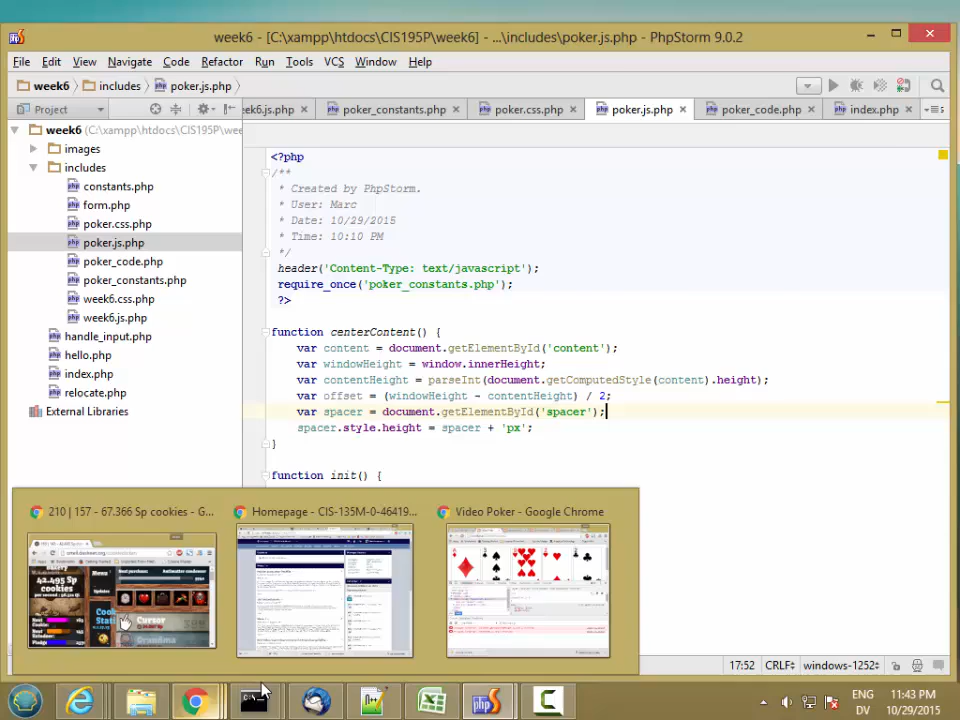 week6 - [C:\xampp\htdocs\CIS195P\week6] - ...\includes\poker.js.php - PhpStorm 9.0.2
File Edit View Navigate Code Refactor Run Tools VCS Window Help
week6 includes poker.js.php
Project
ek6.js.php poker_constants.php poker.css.php poker.js.php poker_code.php index.php
week6 (C:\xampp\htdocs\CIS195P\wee
images
includes
constants.php
form.php
poker.css.php
poker.js.php
poker_code.php
poker_constants.php
week6.css.php
week6.js.php
handle_input.php
hello.php
index.php
relocate.php
External Libraries
<?php
/**
* Created by PhpStorm.
* User: Marc
* Date: 10/29/2015
* Time: 10:10 PM
*/
header('Content-Type: text/javascript');
require_once('poker_constants.php');
?>
function centerContent() {
var content = document.getElementById('content');
var windowHeight = window.innerHeight;
var contentHeight = parseInt(document.getComputedStyle(content).height);
var offset = (windowHeight - contentHeight) / 2;
var spacer = document.getElementById('spacer');
spacer.style.height = spacer + 'px';
}
function init() {
210 | 157 - 67.366 Sp cookies - G...
Homepage - CIS-135M-0-46419...
Video Poker - Google Chrome
42.495 Sp
cookies
Menu
Cursor
Grandma
17:52 CRLF windows-1252
ENG
DV
11:43 PM
10/29/2015